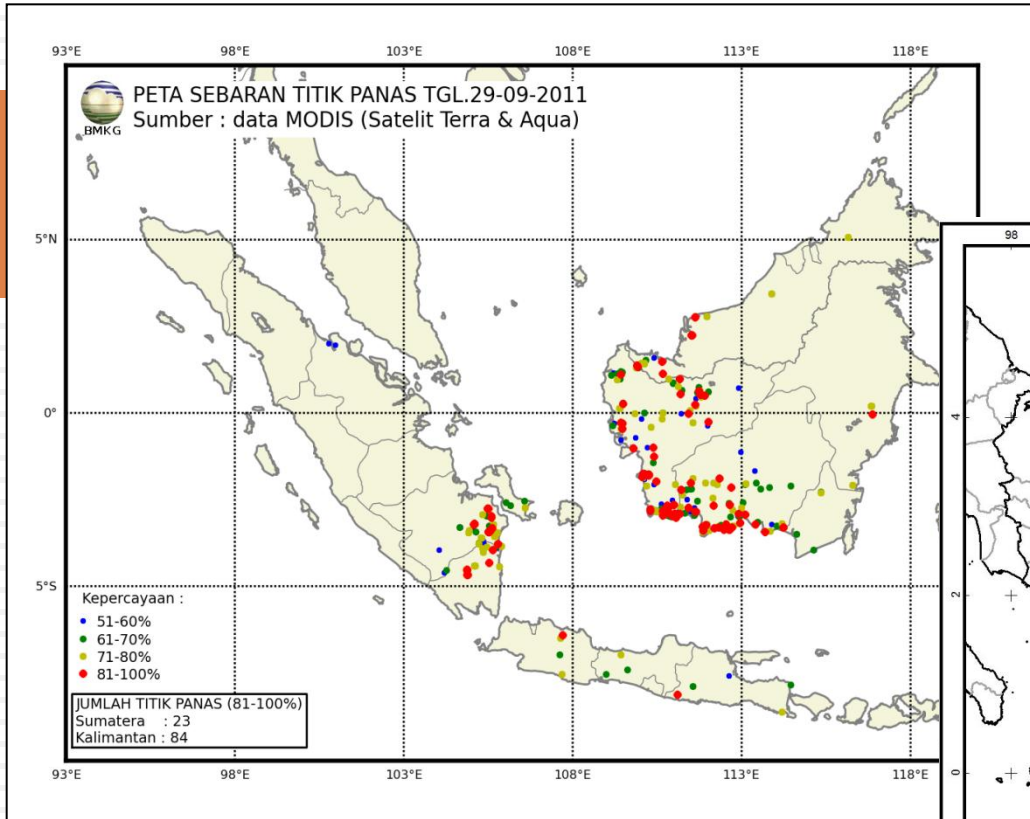 93°E 98°E 103°E 108°E 113°E 118°E
PETA SEBARAN TITIK PANAS TGL.29-09-2011
Sumber : data MODIS (Satelit Terra & Aqua)
BMKG
5°N
0°
5°S
98
4
2
0
Kepercayaan :
51-60%
61-70%
71-80%
81-100%
JUMLAH TITIK PANAS (81-100%)
Sumatera : 23
Kalimantan : 84
93°E 98°E 103°E 108°E 113°E 118°E